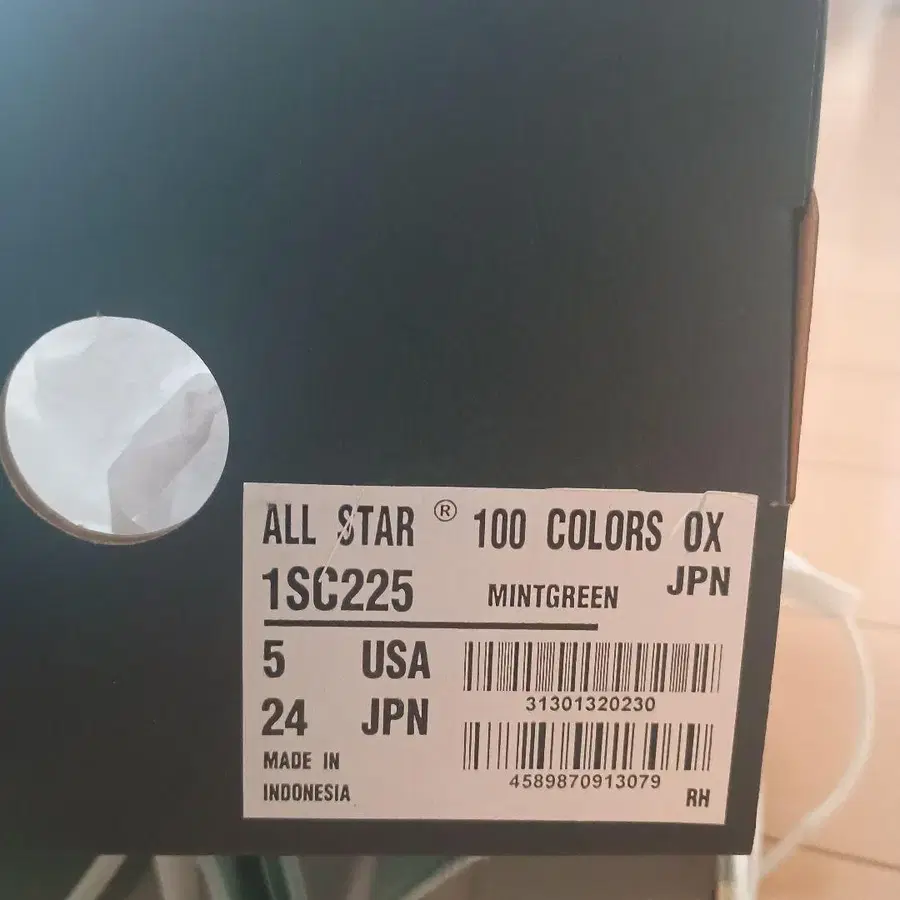 ALL STAR ® 100 COLORS OX
1SC225 MINTGREEN JPN
5 USA
24 JPN
31301320230
MADE IN
INDONESIA
4589870913079
RH